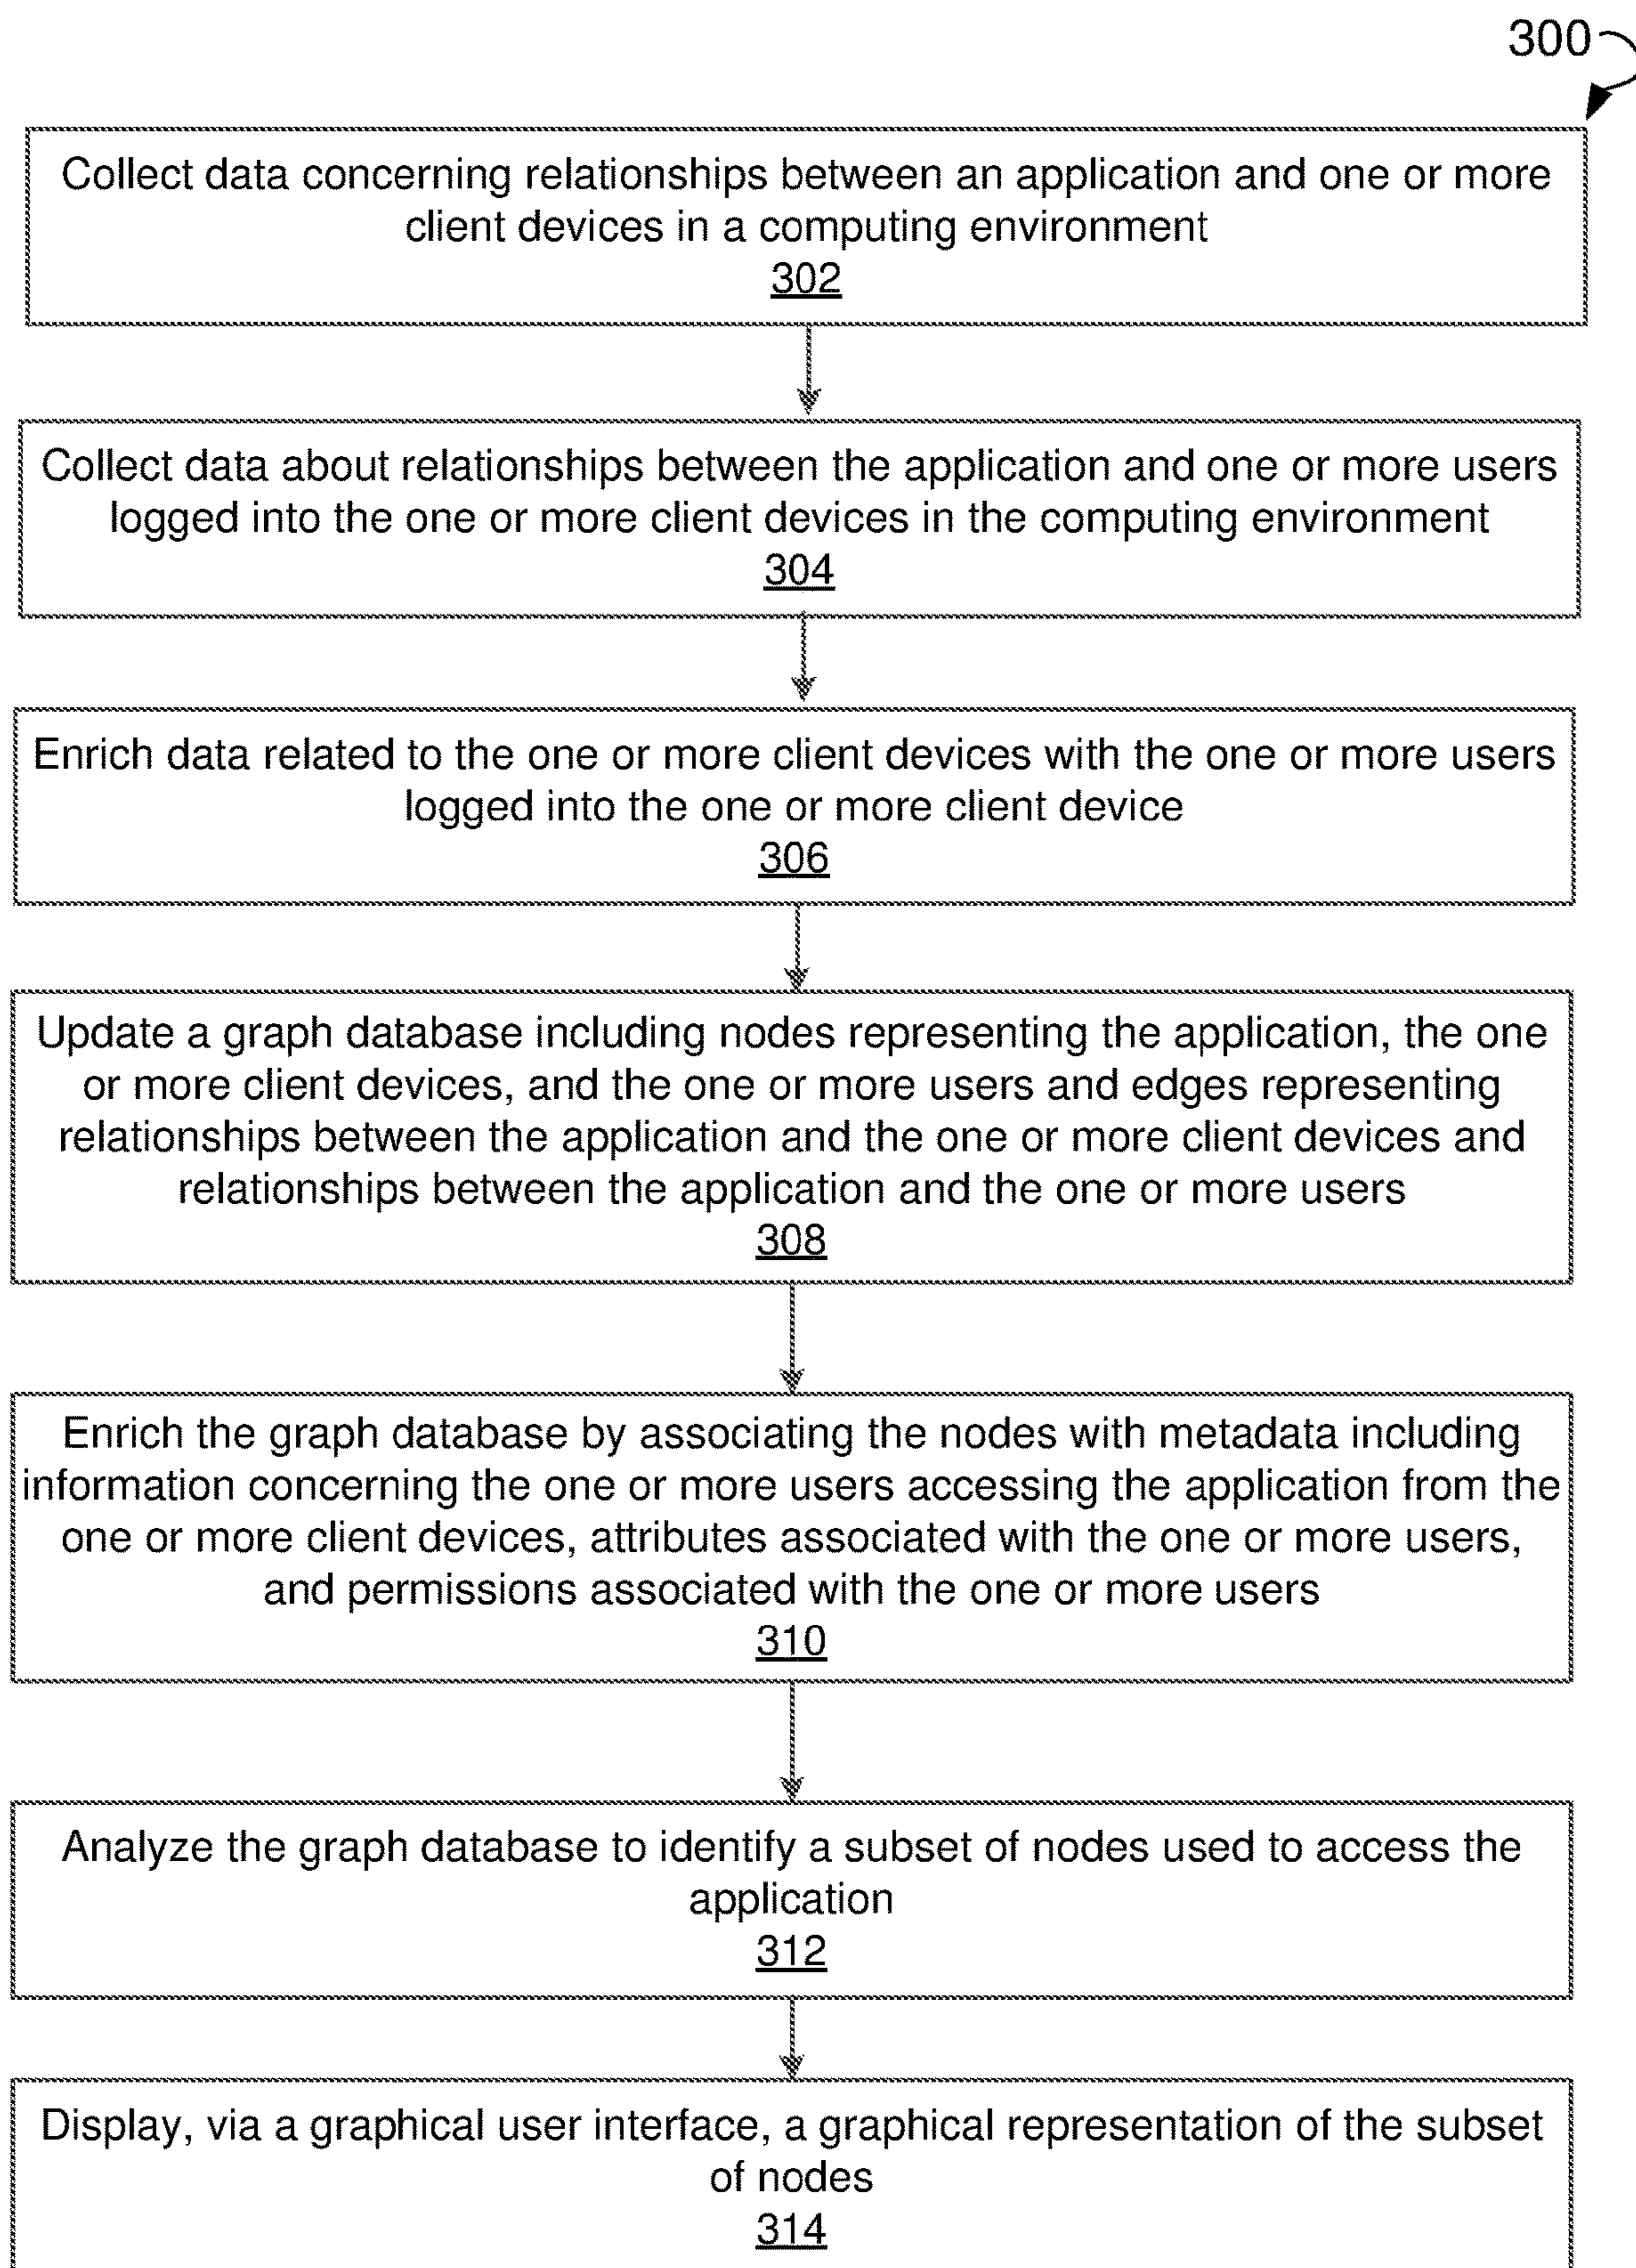 300
Collect data concerning relationships between an application and one or more
client devices in a computing environment
302
Collect data about relationships between the application and one or more users
logged into the one or more client devices in the computing environment
304
Enrich data related to the one or more client devices with the one or more users
logged into the one or more client device
306
Update a graph database including nodes representing the application, the one
or more client devices, and the one or more users and edges representing
relationships between the application and the one or more client devices and
relationships between the application and the one or more users
308
Enrich the graph database by associating the nodes with metadata including
information concerning the one or more users accessing the application from the
one or more client devices, attributes associated with the one or more users,
and permissions associated with the one or more users
310
Analyze the graph database to identify a subset of nodes used to access the
application
312
Display, via a graphical user interface, a graphical representation of the subset
of nodes
314